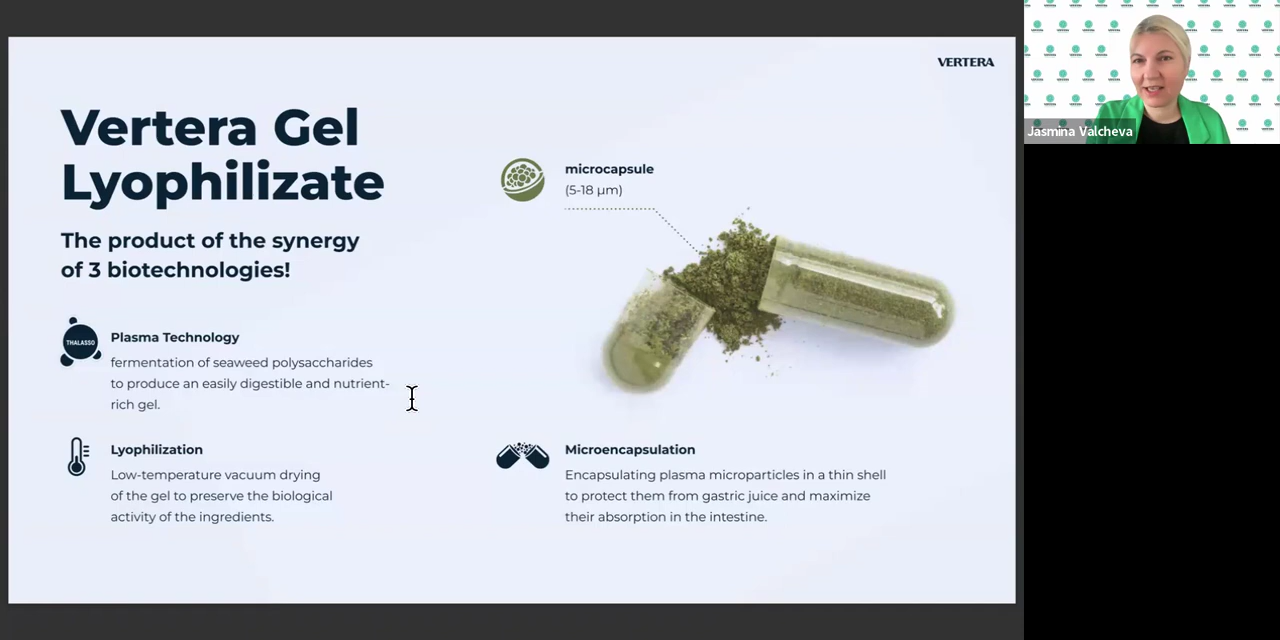 VERTERA
Vertera Gel
Lyophilizate
The product of the synergy
of 3 biotechnologies!
microcapsule
(5-18 µm)
THALASSO
Plasma Technology
fermentation of seaweed polysaccharides
to produce an easily digestible and nutrient-
rich gel.
Lyophilization
Low-temperature vacuum drying
of the gel to preserve the biological
activity of the ingredients.
Microencapsulation
Encapsulating plasma microparticles in a thin shell
to protect them from gastric juice and maximize
their absorption in the intestine.
Jasmina Valcheva